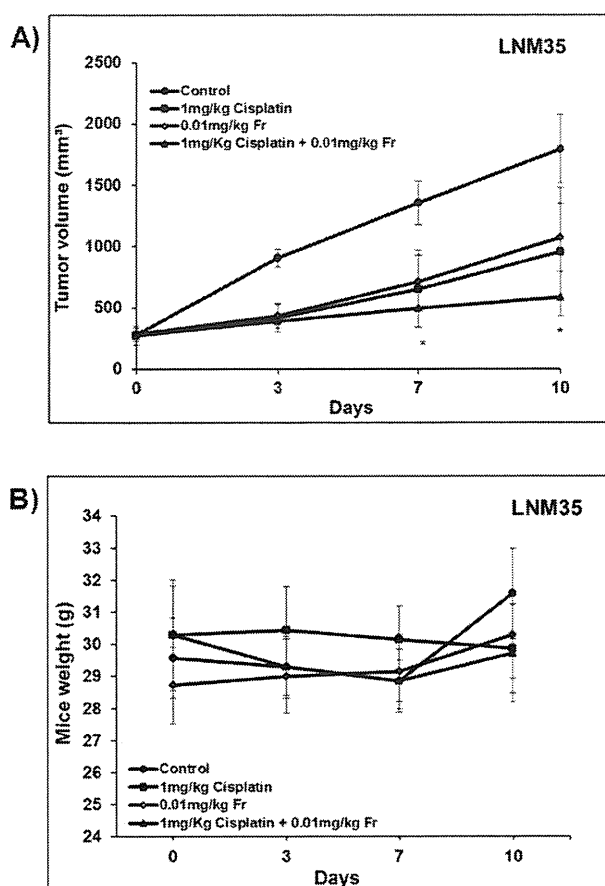 A)
LNM35
2500
2000
1500
1000
500
0
Tumor volume (mm³)
Control
1mg/kg Cisplatin
0.01mg/kg Fr
1mg/Kg Cisplatin + 0.01mg/kg Fr
*
*
0 3 7 10
Days
B)
LNM35
34
33
32
31
30
29
28
27
26
25
24
Mice weight (g)
Control
1mg/kg Cisplatin
0.01mg/kg Fr
1mg/Kg Cisplatin + 0.01mg/kg Fr
0 3 7 10
Days